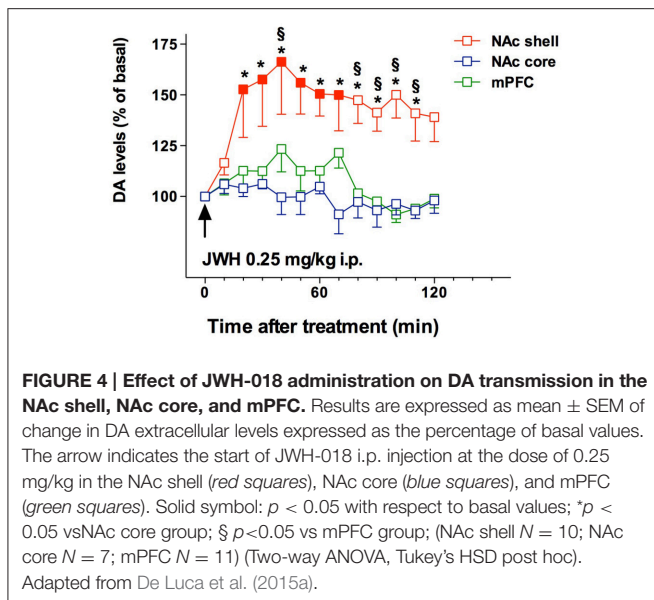 DA levels (% of basal)
175
150
125
100
§ § § § §
* * * * * * * * * *
NAc shell
NAc core
mPFC
JWH 0.25 mg/kg i.p.
0 60 120
Time after treatment (min)
FIGURE 4 | Effect of JWH-018 administration on DA transmission in the
NAc shell, NAc core, and mPFC. Results are expressed as mean ± SEM of
change in DA extracellular levels expressed as the percentage of basal values.
The arrow indicates the start of JWH-018 i.p. injection at the dose of 0.25
mg/kg in the NAc shell (red squares), NAc core (blue squares), and mPFC
(green squares). Solid symbol: p < 0.05 with respect to basal values; *p <
0.05 vsNAc core group; § p<0.05 vs mPFC group; (NAc shell N = 10; NAc
core N = 7; mPFC N = 11) (Two-way ANOVA, Tukey's HSD post hoc).
Adapted from De Luca et al. (2015a).